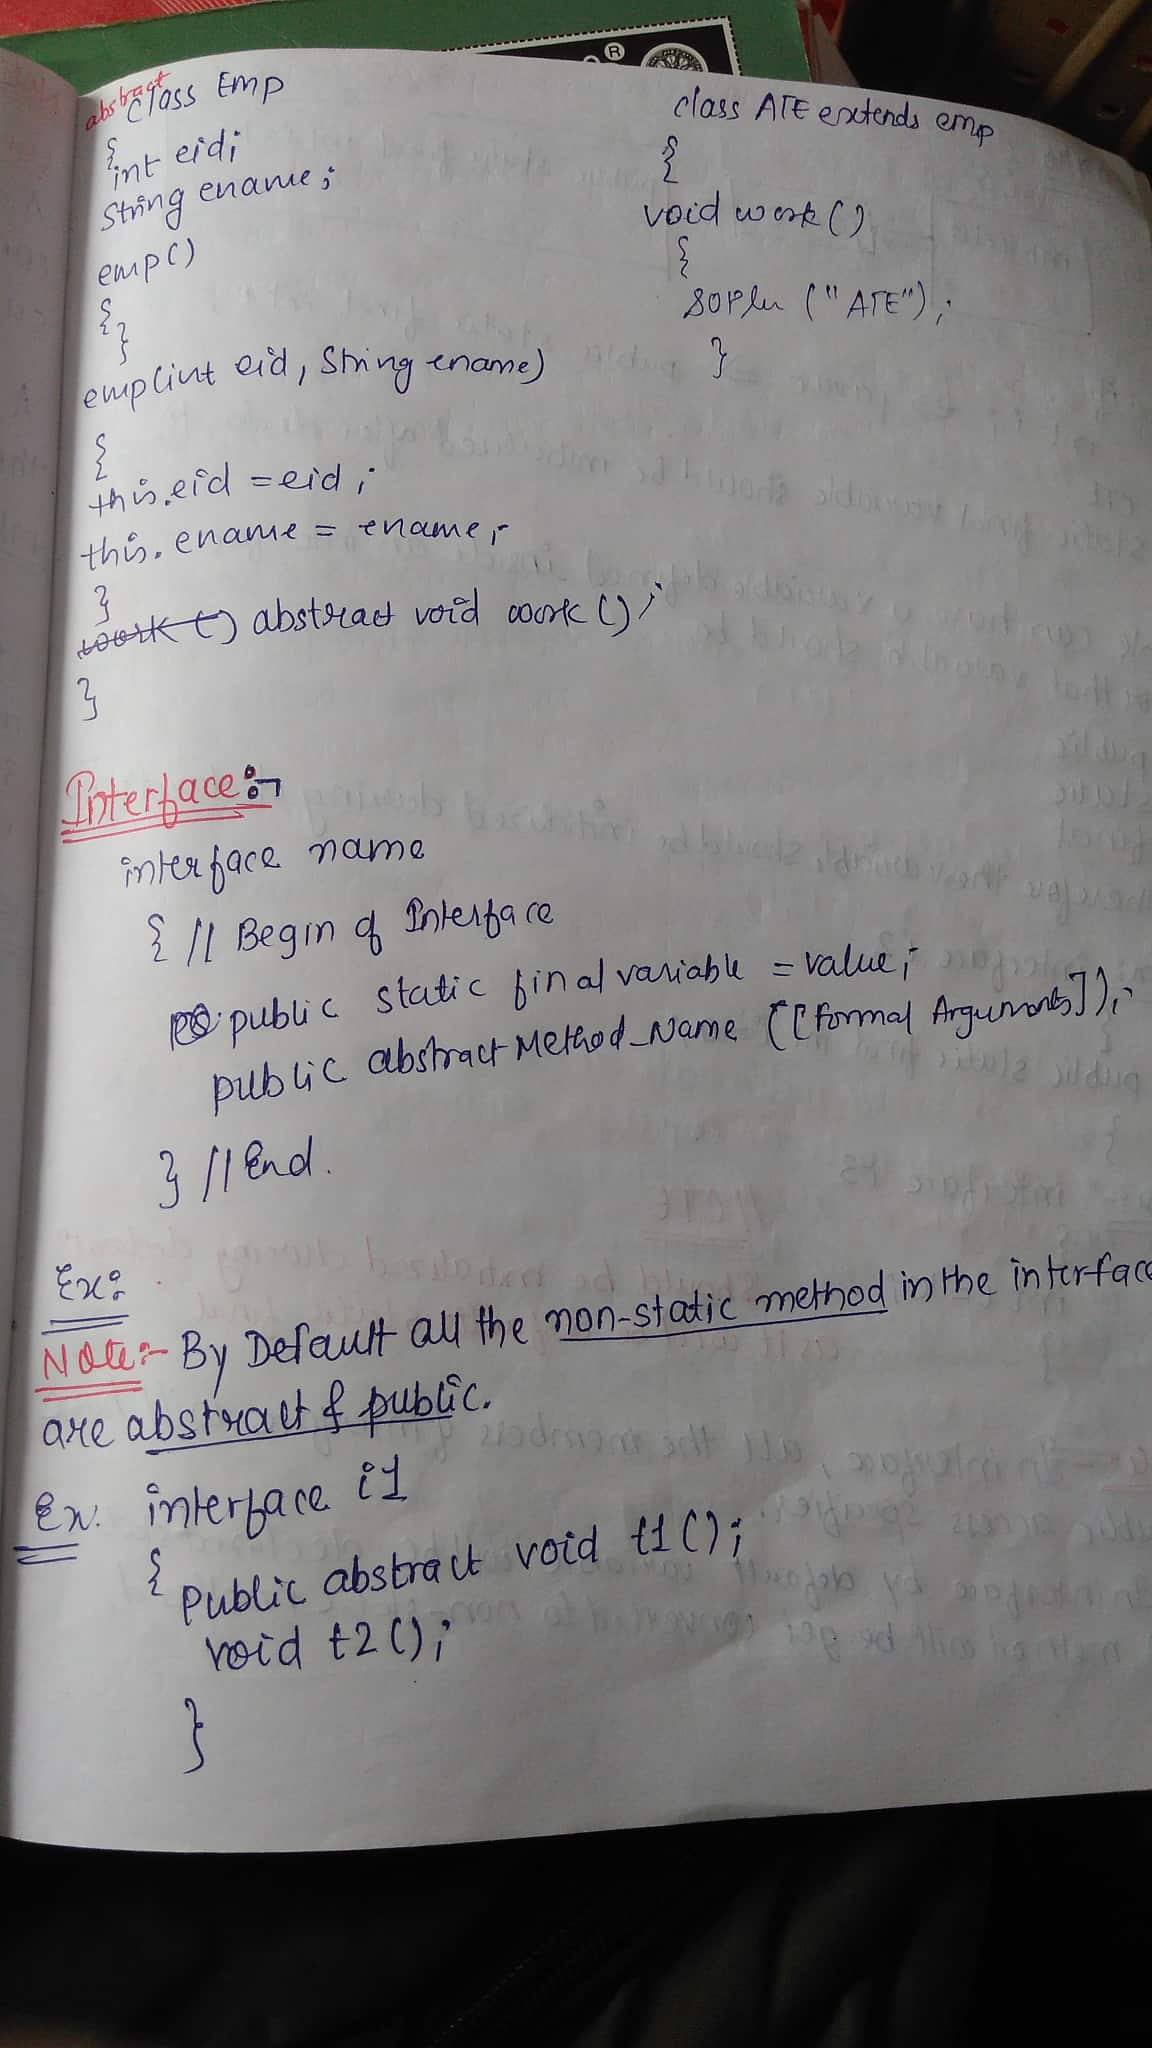 abstract
class Emp
{
int eid;
String ename;
emp()
{
}
emp(int eid, String ename)
{
this.eid = eid;
this.ename = ename;
}
work() abstract void work();
}
class ATE extends emp
{
void work()
{
sopln ("ATE");
}
Interface:-
interface name
{ // Begin of Interface
public static final variable = value;
public abstract Method_Name ([Formal Arguments]);
} // End.
Ex:
Note:- By Default all the non-static method in the interface
are abstract & public.
Ex. interface i1
{
public abstract void t1();
void t2();
}